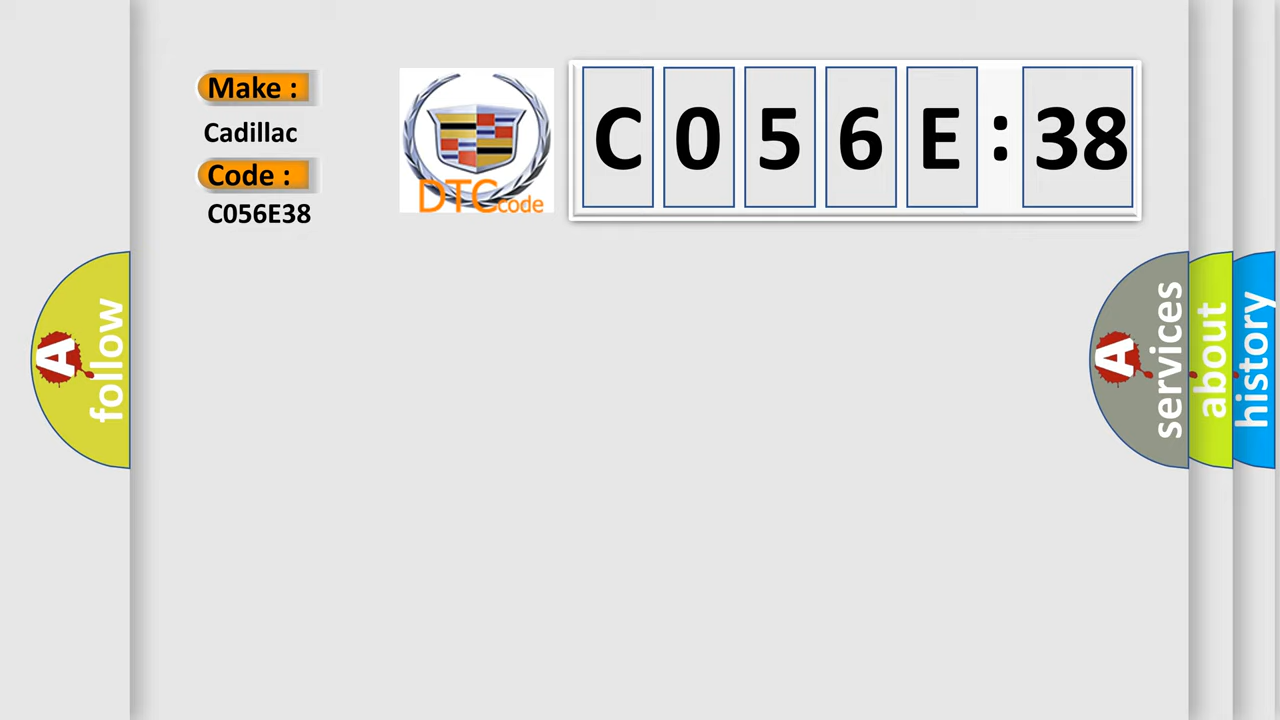 Make :
Cadillac
Code :
C056E38
DTCcode
C 0 5 6 E : 38
A follow
A services
about
history